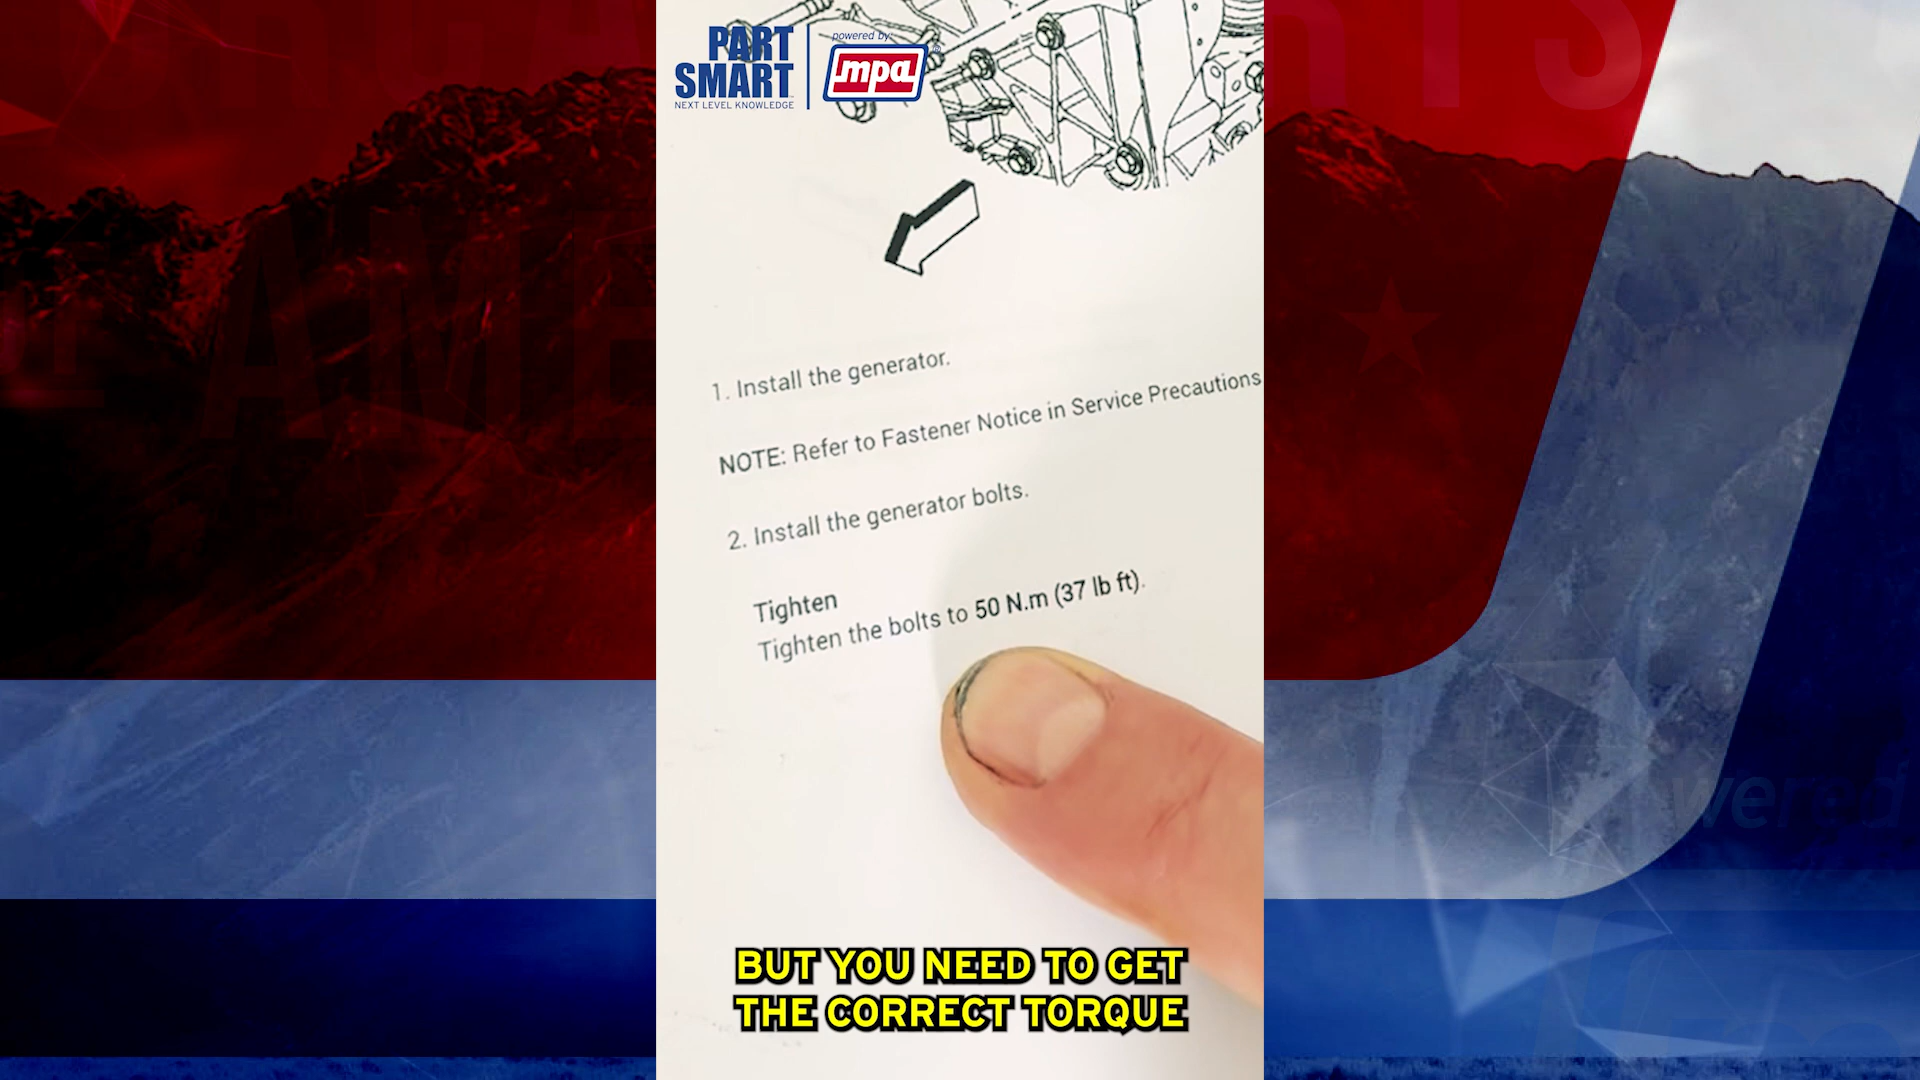 PART
SMART
NEXT LEVEL KNOWLEDGE
powered by:
mpa
1. Install the generator.
NOTE: Refer to Fastener Notice in Service Precautions
2. Install the generator bolts.
Tighten
Tighten the bolts to 50 N.m (37 lb ft).
BUT YOU NEED TO GET
THE CORRECT TORQUE
wered